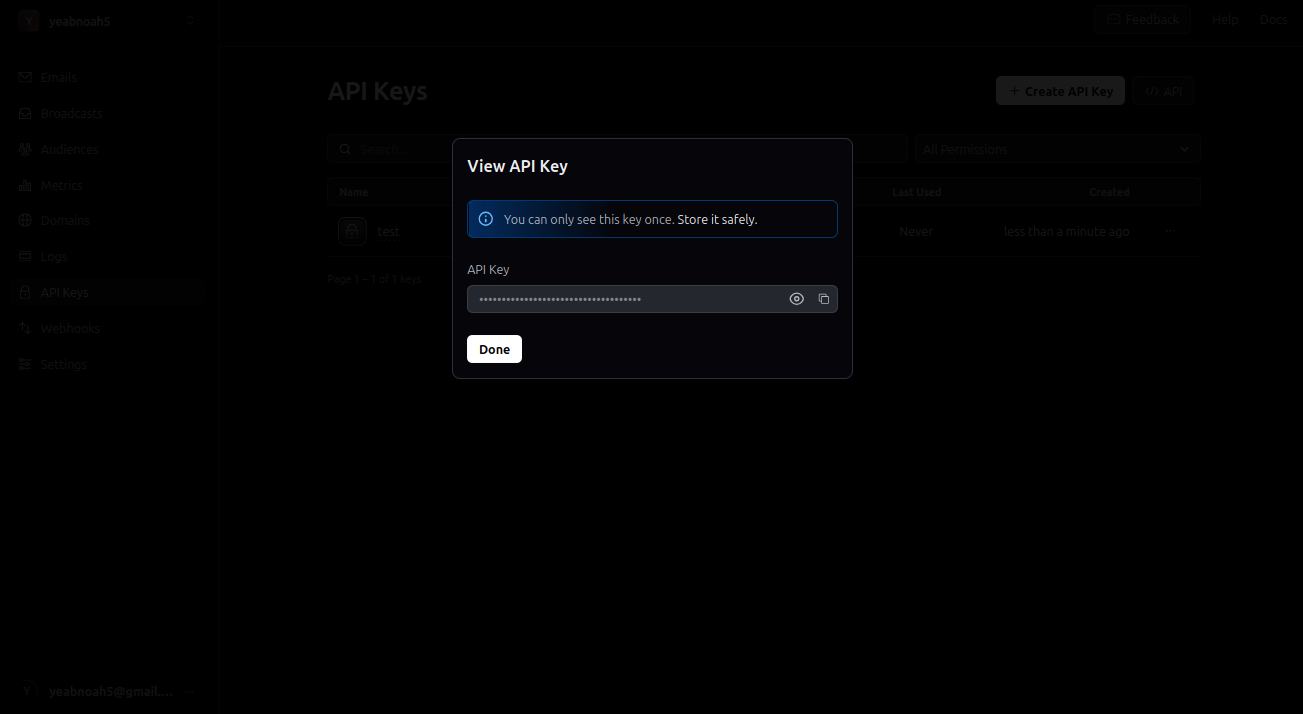 Y yeabnoah5
Feedback Help Docs
Emails
Broadcasts
Audiences
Metrics
Domains
Logs
API Keys
Webhooks
Settings
Y yeabnoah5@gmail....
API Keys
+ Create API Key
</> API
Search...
All Permissions
Name Last Used Created
test Never less than a minute ago ...
Page 1 – 1 of 1 keys
View API Key
You can only see this key once. Store it safely.
API Key
••••••••••••••••••••••••••••••••••••
Done